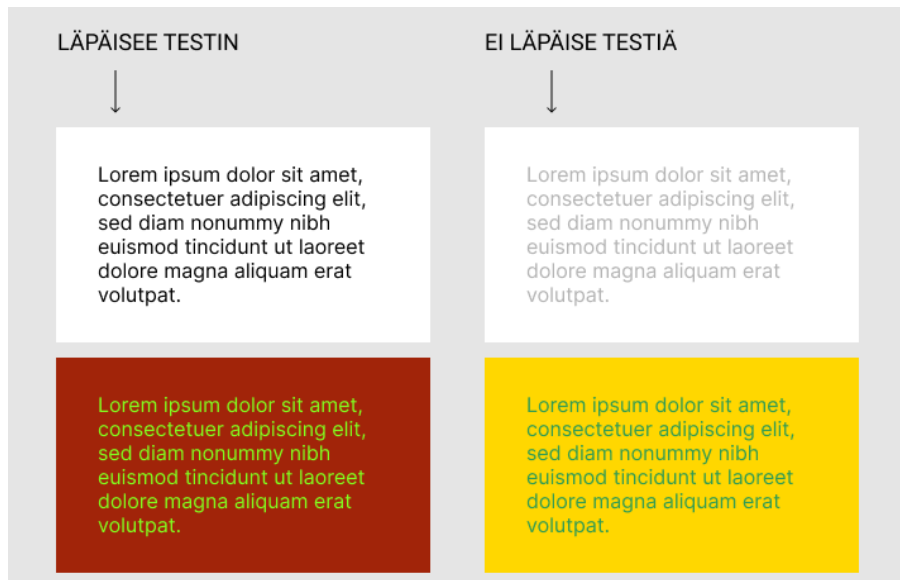 LÄPÄISEE TESTIN
EI LÄPÄISE TESTIÄ
Lorem ipsum dolor sit amet,
consectetuer adipiscing elit,
sed diam nonummy nibh
euismod tincidunt ut laoreet
dolore magna aliquam erat
volutpat.
Lorem ipsum dolor sit amet,
consectetuer adipiscing elit,
sed diam nonummy nibh
euismod tincidunt ut laoreet
dolore magna aliquam erat
volutpat.
Lorem ipsum dolor sit amet,
consectetuer adipiscing elit,
sed diam nonummy nibh
euismod tincidunt ut laoreet
dolore magna aliquam erat
volutpat.
Lorem ipsum dolor sit amet,
consectetuer adipiscing elit,
sed diam nonummy nibh
euismod tincidunt ut laoreet
dolore magna aliquam erat
volutpat.